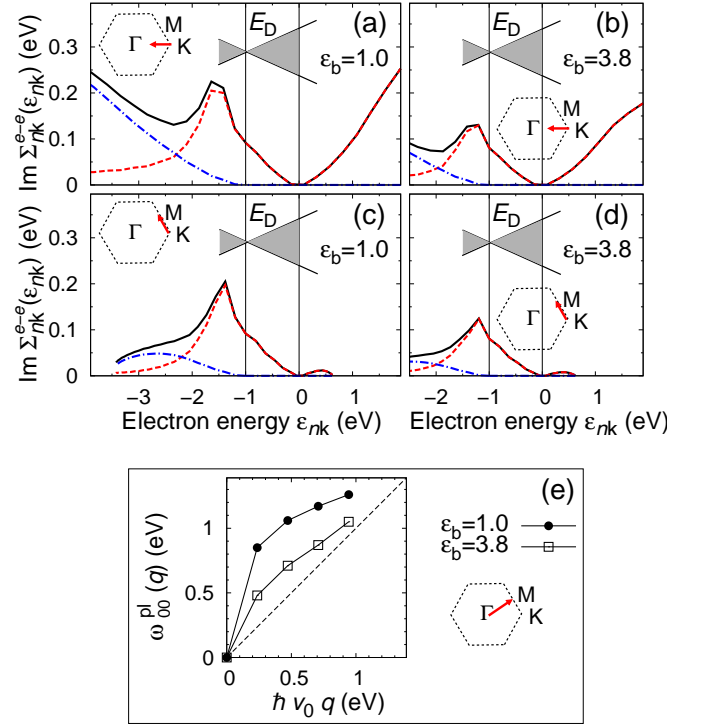 (a) (b)
0.3 M E_D M E_D
Γ K ε_b=1.0 ε_b=3.8
0.2 M
Γ K
0.1
0
Im Σ^{e-e}_{nk}(ε_{nk}) (eV)
(c) (d)
M E_D E_D
0.3 Γ K ε_b=1.0 ε_b=3.8
0.2 M
Γ K
0.1
0
Im Σ^{e-e}_{nk}(ε_{nk}) (eV)
−3 −2 −1 0 1 −2 −1 0 1
Electron energy ε_{nk} (eV) Electron energy ε_{nk} (eV)
(e)
1 ε_b=1.0
ε_b=3.8
0.5 M
Γ K
0
ω^{pl}_{00} (q) (eV)
0 0.5 1
ℏ v_0 q (eV)